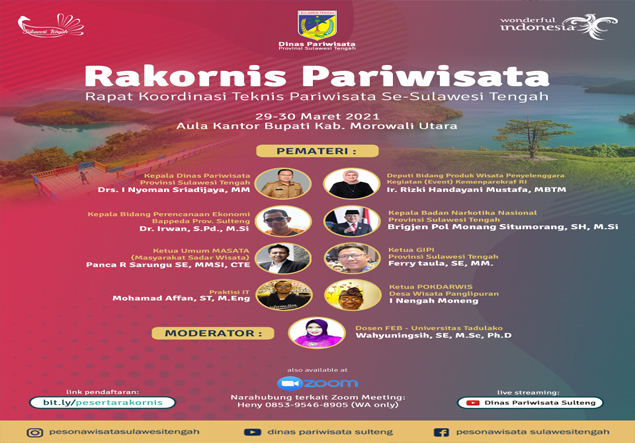 Sulawesi Tengah
SULAWESI TENGAH
Dinas Pariwisata
Provinsi Sulawesi Tengah
wonderful
indonesia
Rakornis Pariwisata
Rapat Koordinasi Teknis Pariwisata Se-Sulawesi Tengah
29-30 Maret 2021
Aula Kantor Bupati Kab. Morowali Utara
PEMATERI :
Kepala Dinas Pariwisata
Provinsi Sulawesi Tengah
Drs. I Nyoman Sriadijaya, MM
Deputi Bidang Produk Wisata Penyelenggara
Kegiatan (Event) Kemenparekraf RI
Ir. Rizki Handayani Mustafa, MBTM
Kepala Bidang Perencanaan Ekonomi
Bappeda Prov. Sulteng
Dr. Irwan, S.Pd., M.Si
Kepala Badan Narkotika Nasional
Provinsi Sulawesi Tengah
Brigjen Pol Monang Situmorang, SH, M.Si
Ketua Umum MASATA
(Masyarakat Sadar Wisata)
Panca R Sarungu SE, MMSI, CTE
Ketua GIPI
Provinsi Sulawesi Tengah
Ferry taula, SE, MM.
Praktisi IT
Mohamad Affan, ST, M.Eng
Ketua POKDARWIS
Desa Wisata Panglipuran
I Nengah Moneng
MODERATOR :
Dosen FEB - Universitas Tadulako
Wahyuningsih, SE, M.Sc, Ph.D
also available at
zoom
Narahubung terkait Zoom Meeting:
Heny 0853-9546-8905 (WA only)
link pendaftaran:
bit.ly/pesertarakornis
live streaming:
Dinas Pariwisata Sulteng
pesonawisatasulawesitengah
dinas pariwisata sulteng
pesonawisata sulawesitengah